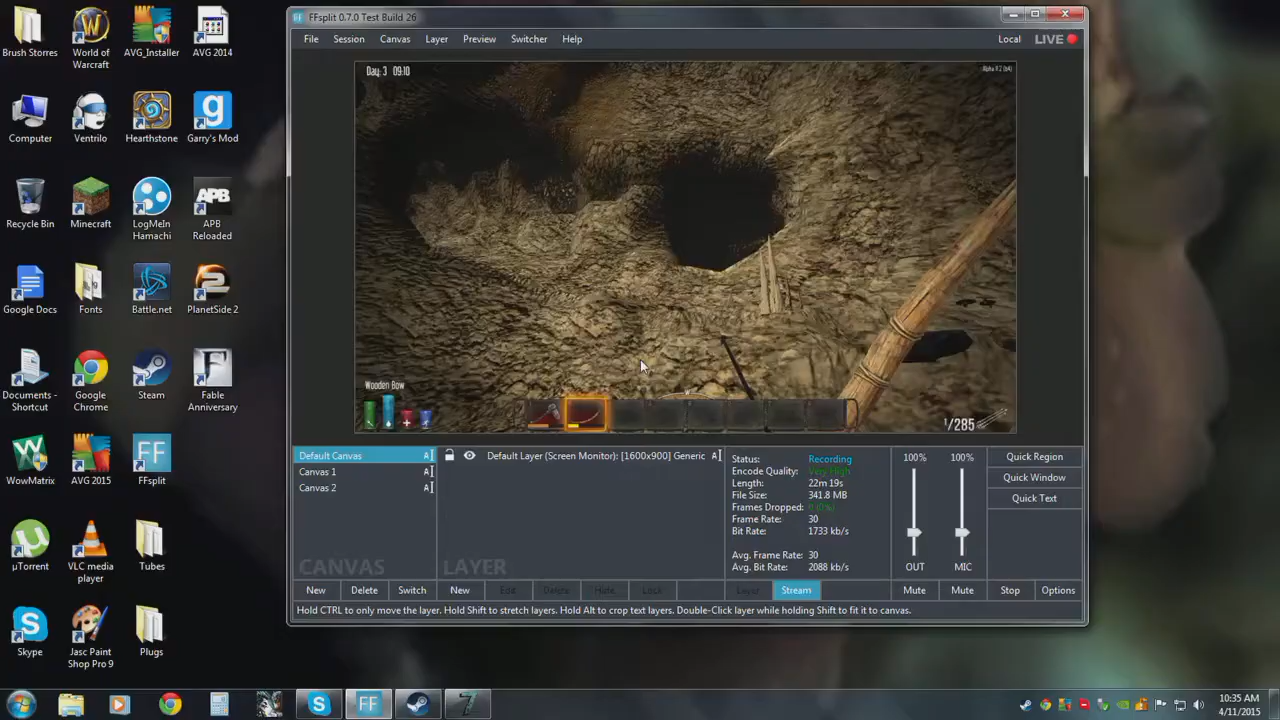 Brush Storres
World of Warcraft
AVG_Installer
AVG 2014
Computer
Ventrilo
Hearthstone
Garry's Mod
Recycle Bin
Minecraft
LogMeIn Hamachi
APB Reloaded
Google Docs
Fonts
Battle.net
PlanetSide 2
Documents - Shortcut
Google Chrome
Steam
Fable Anniversary
WowMatrix
AVG 2015
FFsplit
µTorrent
VLC media player
Tubes
Skype
Jasc Paint Shop Pro 9
Plugs
FFsplit 0.7.0 Test Build 26
File Session Canvas Layer Preview Switcher Help Local LIVE
Day: 3 09:10
Wooden Bow
1/285
Default Canvas
Canvas 1
Canvas 2
CANVAS
New Delete Switch
Default Layer (Screen Monitor): [1600x900] Generic
LAYER
New Edit Delete Hide Lock
Status: Recording
Encode Quality: Very High
Length: 22m 19s
File Size: 341.8 MB
Frames Dropped: 0 (0%)
Frame Rate: 30
Bit Rate: 1733 kb/s
Avg. Frame Rate: 30
Avg. Bit Rate: 2088 kb/s
Layer Stream
100% 100%
OUT MIC
Mute Mute
Quick Region
Quick Window
Quick Text
Stop Options
Hold CTRL to only move the layer. Hold Shift to stretch layers. Hold Alt to crop text layers. Double-Click layer while holding Shift to fit it to canvas.
10:35 AM
4/11/2015